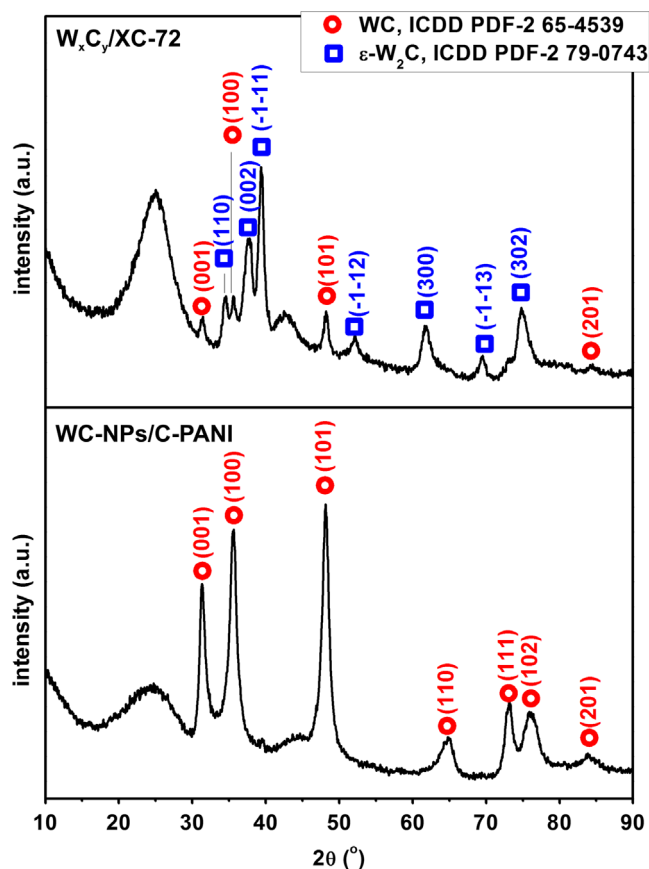 WC, ICDD PDF-2 65-4539
ε-W₂C, ICDD PDF-2 79-0743
WₓCᵧ/XC-72
intensity (a.u.)
(001)
(110)
(100)
(002)
(-1-11)
(101)
(-1-12)
(300)
(-1-13)
(302)
(201)
WC-NPs/C-PANI
intensity (a.u.)
(001)
(100)
(101)
(110)
(111)
(102)
(201)
10 20 30 40 50 60 70 80 90
2θ (°)